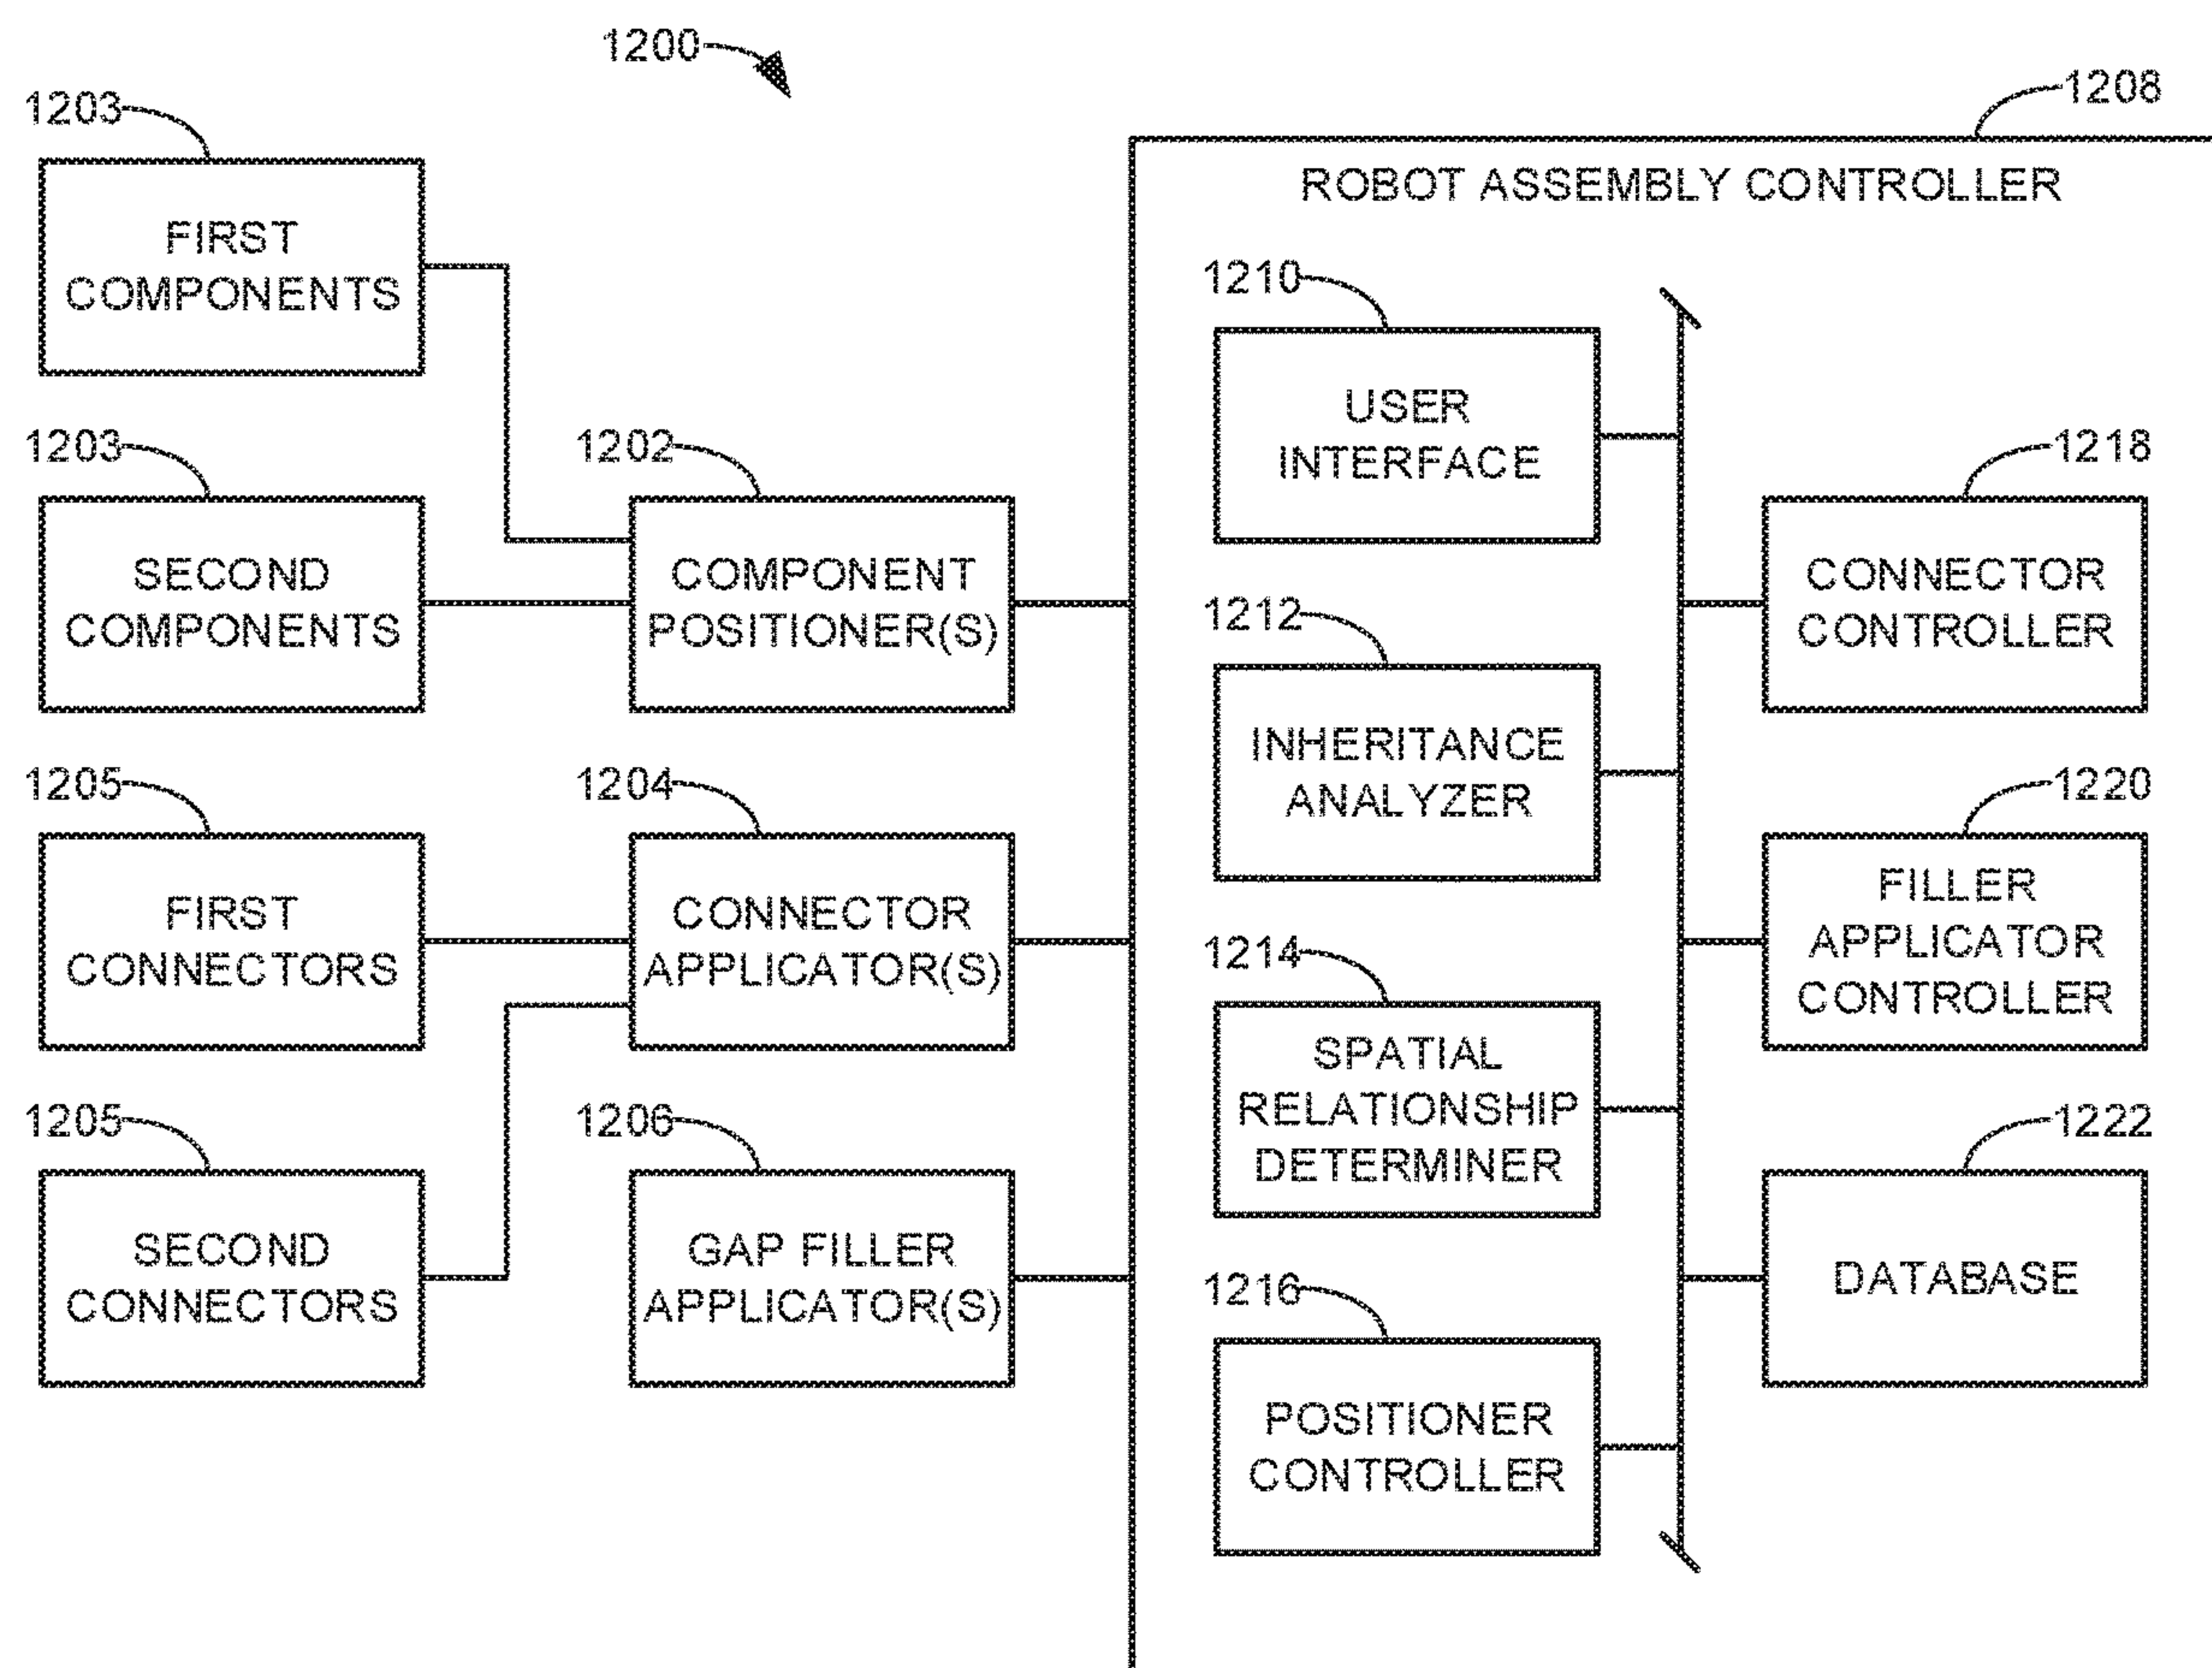 1200
1208
1203
ROBOT ASSEMBLY CONTROLLER
FIRST
COMPONENTS
1210
USER
INTERFACE
1203
1202
1218
SECOND
COMPONENTS
COMPONENT
POSITIONER(S)
CONNECTOR
CONTROLLER
1212
INHERITANCE
ANALYZER
1205
1204
1220
FIRST
CONNECTORS
CONNECTOR
APPLICATOR(S)
FILLER
APPLICATOR
CONTROLLER
1214
SPATIAL
RELATIONSHIP
DETERMINER
1205
1206
1222
SECOND
CONNECTORS
GAP FILLER
APPLICATOR(S)
DATABASE
1216
POSITIONER
CONTROLLER